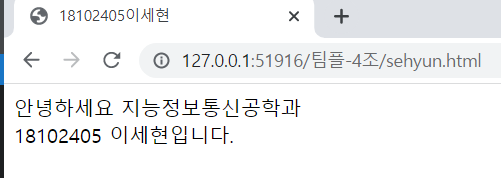 18102405이세현
127.0.0.1:51916/팀플-4조/sehyun.html
안녕하세요 지능정보통신공학과
18102405 이세현입니다.